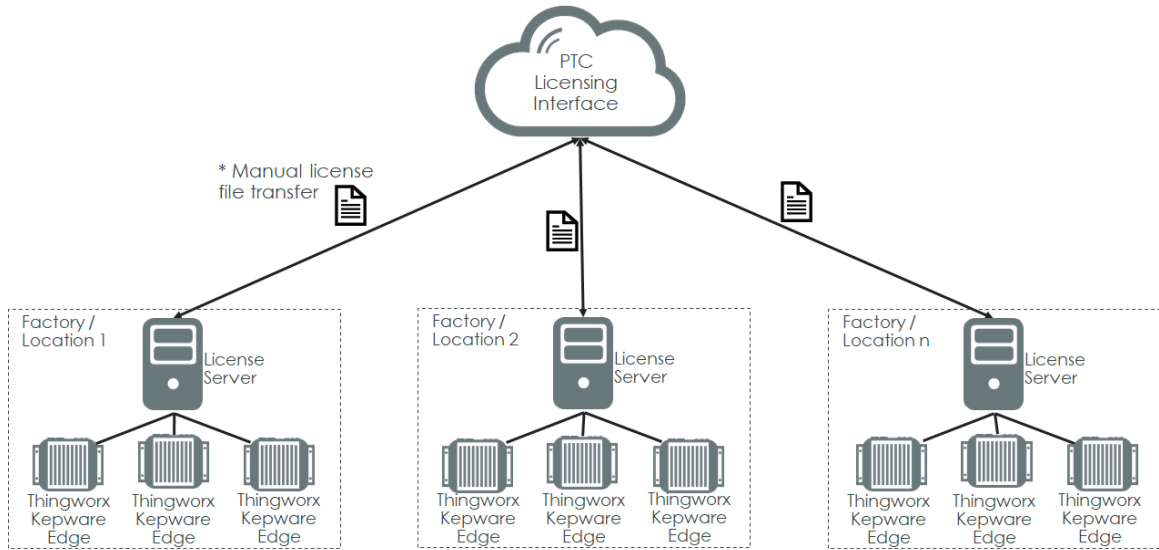 PTC
Licensing
Interface
* Manual license
file transfer
Factory /
Location 1
License
Server
Thingworx
Kepware
Edge
Thingworx
Kepware
Edge
Thingworx
Kepware
Edge
Factory /
Location 2
License
Server
Thingworx
Kepware
Edge
Thingworx
Kepware
Edge
Thingworx
Kepware
Edge
Factory /
Location n
License
Server
Thingworx
Kepware
Edge
Thingworx
Kepware
Edge
Thingworx
Kepware
Edge